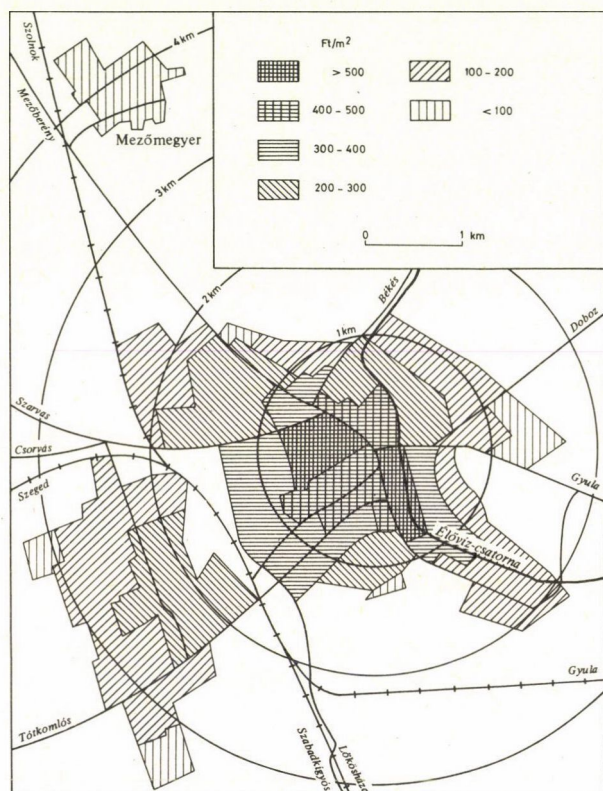 Ft/m²
> 500
400 – 500
300 – 400
200 – 300
100 – 200
< 100
0 1 km
Szolnok
Mezőberény
4 km
Mezőmegyer
3 km
2 km
1 km
Békés
Doboz
Szarvas
Csorvás
Szeged
Gyula
Élővíz-csatorna
Gyula
Tótkomlós
Szabadkígyós
Lőkösháza